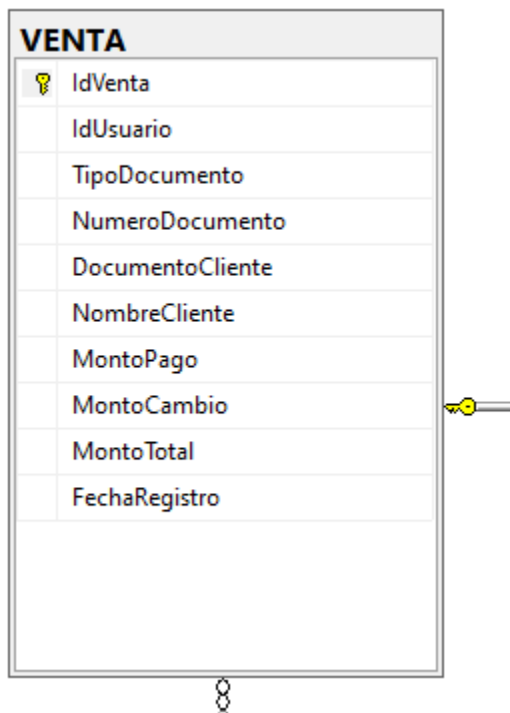 VENTA
IdVenta
IdUsuario
TipoDocumento
NumeroDocumento
DocumentoCliente
NombreCliente
MontoPago
MontoCambio
MontoTotal
FechaRegistro